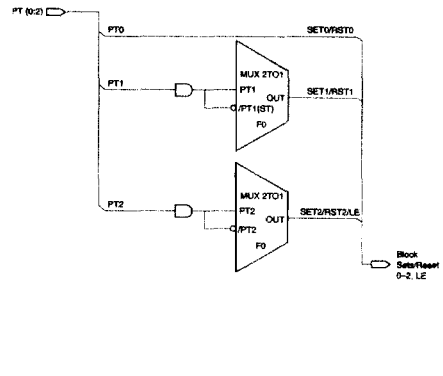 PT (0:2)
PT0
SET0/RST0
MUX 2TO1
PT1
PT1
OUT
SET1/RST1
/PT1(ST)
F0
MUX 2TO1
PT2
PT2
OUT
SET2/RST2/LE
/PT2
F0
Block
Sets/Reset
0–2, LE